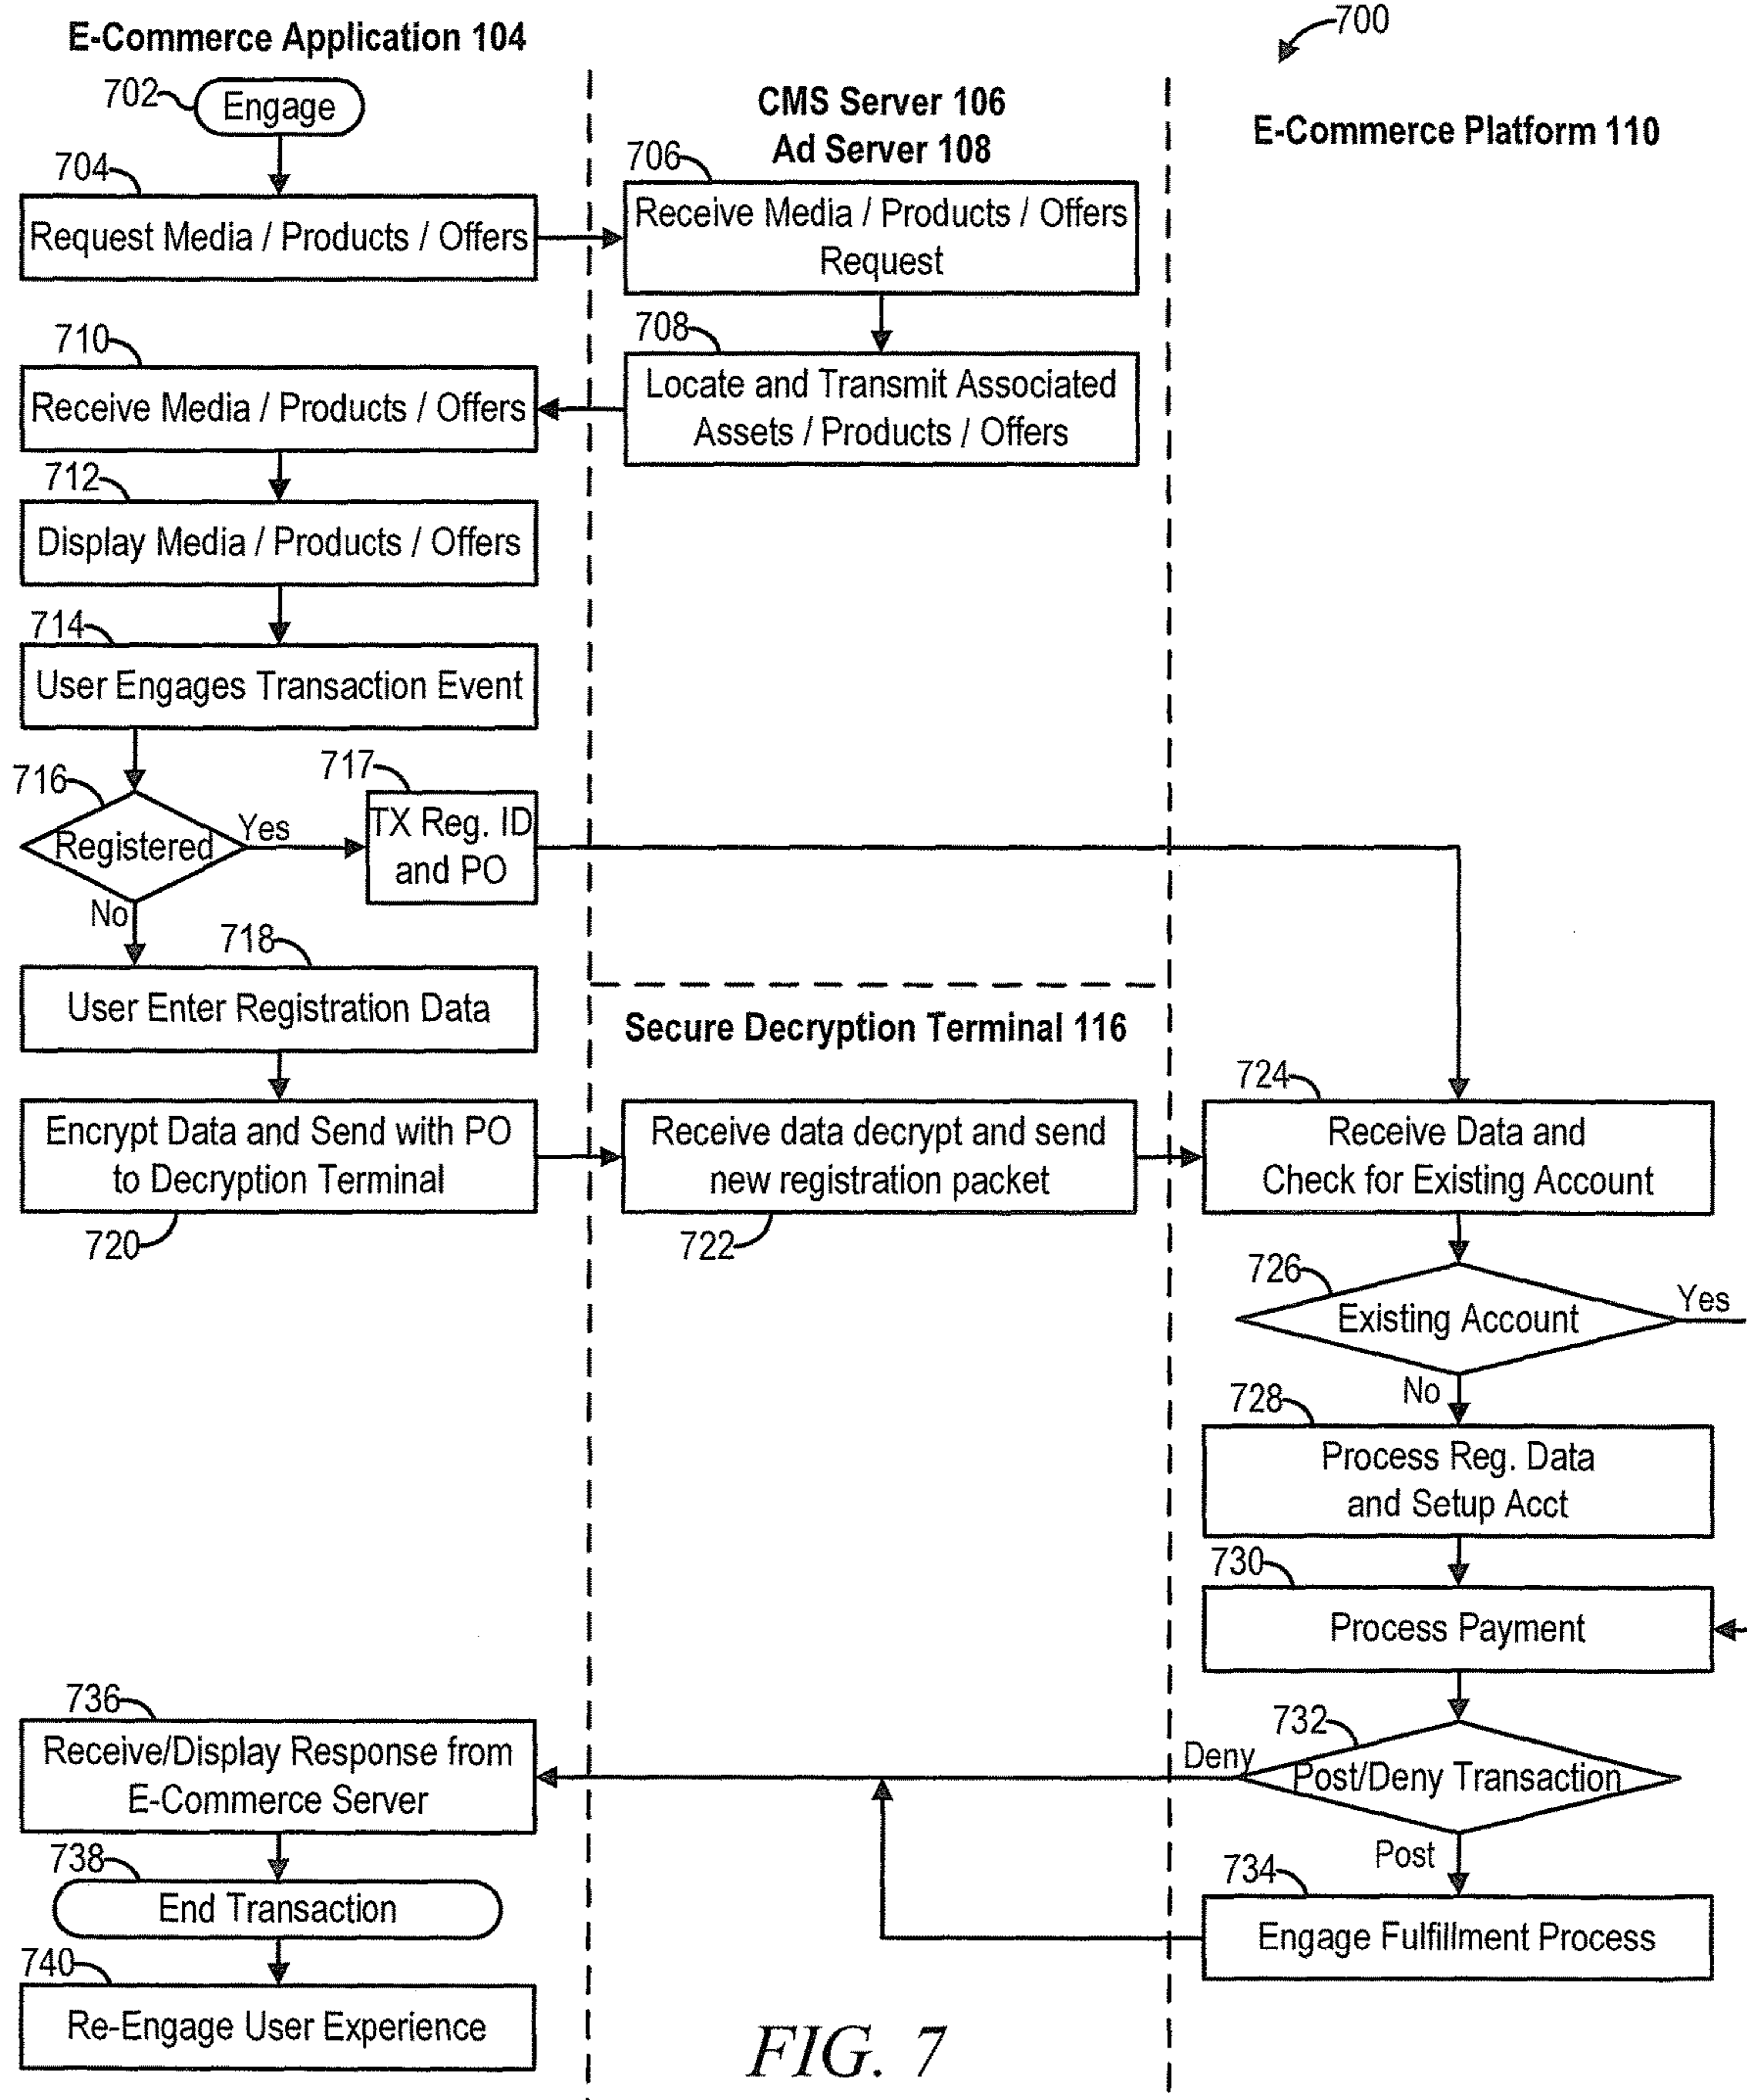 700
E-Commerce Application 104
702
Engage
CMS Server 106
Ad Server 108
E-Commerce Platform 110
704
Request Media / Products / Offers
706
Receive Media / Products / Offers
Request
708
Locate and Transmit Associated
Assets / Products / Offers
710
Receive Media / Products / Offers
712
Display Media / Products / Offers
714
User Engages Transaction Event
716
Registered
Yes
No
717
TX Reg. ID
and PO
718
User Enter Registration Data
Secure Decryption Terminal 116
Encrypt Data and Send with PO
to Decryption Terminal
720
Receive data decrypt and send
new registration packet
722
724
Receive Data and
Check for Existing Account
726
Existing Account
Yes
No
728
Process Reg. Data
and Setup Acct
730
Process Payment
732
Post/Deny Transaction
Deny
Post
734
Engage Fulfillment Process
736
Receive/Display Response from
E-Commerce Server
738
End Transaction
740
Re-Engage User Experience
FIG. 7